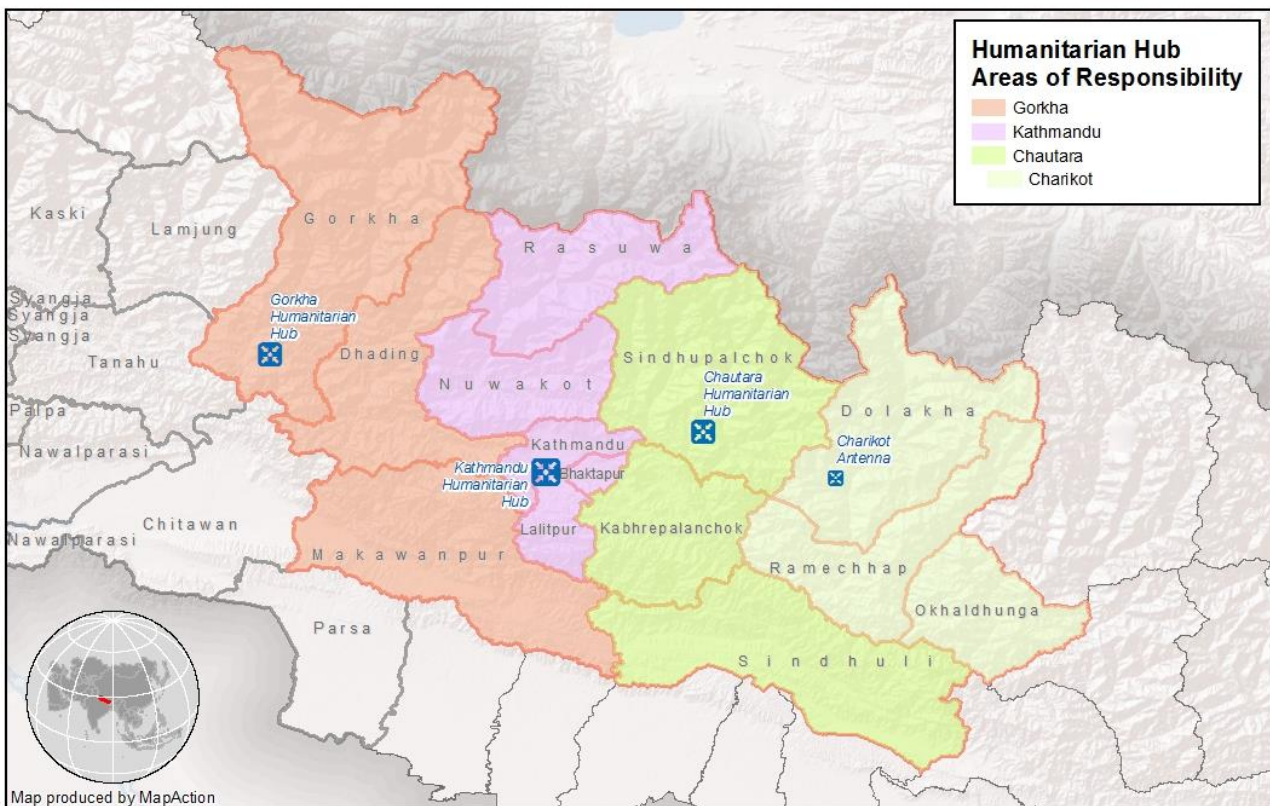 Humanitarian Hub
Areas of Responsibility
Gorkha
Kathmandu
Chautara
Charikot
Kaski
Lamjung
Gorkha
Rasuwa
Syangja
Syangja
Syangja
Gorkha
Humanitarian
Hub
Tanahu
Dhading
Nuwakot
Sindhupalchok
Chautara
Humanitarian
Hub
Dolakha
Palpa
Nawalparasi
Kathmandu
Kathmandu
Humanitarian
Hub
Bhaktapur
Charikot
Antenna
Chitawan
Lalitpur
Kabhrepalanchok
Nawalparasi
Makawanpur
Ramechhap
Okhaldhunga
Parsa
Sindhuli
Map produced by MapAction